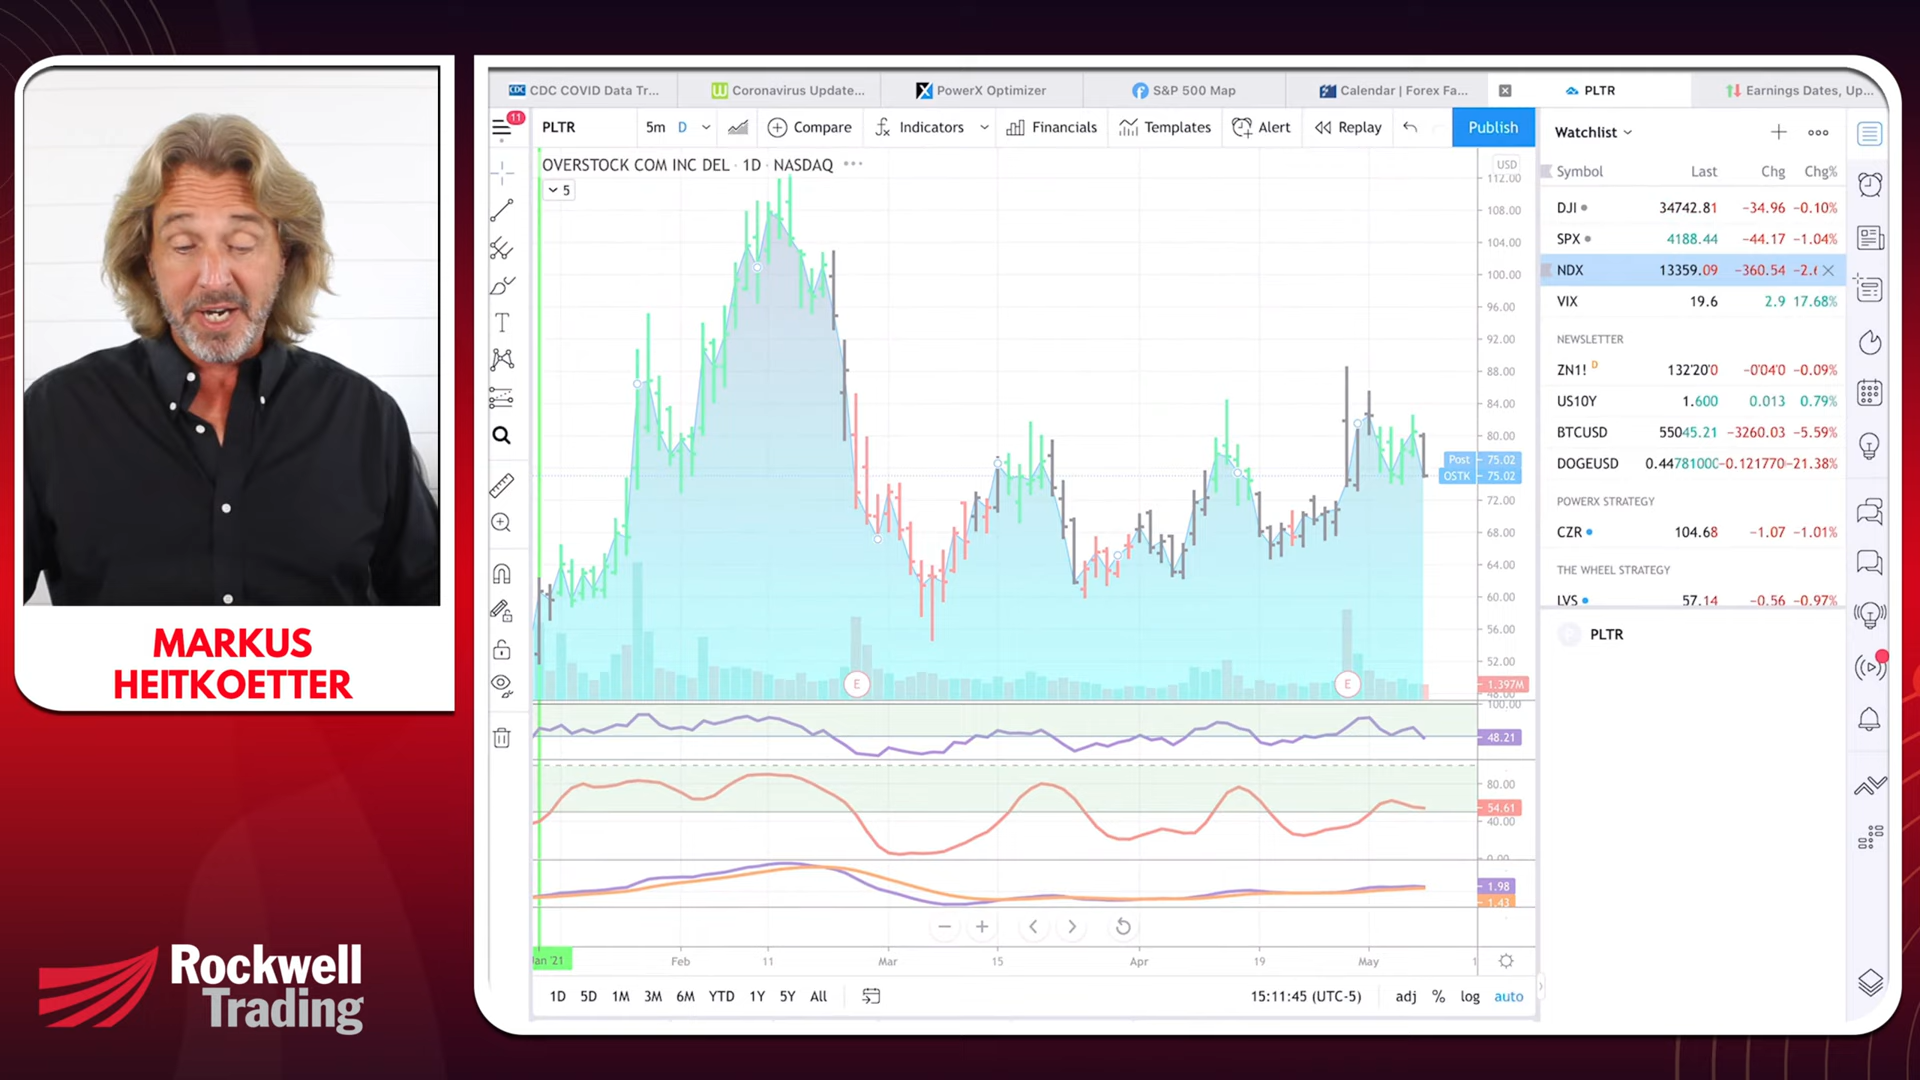 CDC COVID Data Tr...
Coronavirus Update...
PowerX Optimizer
S&P 500 Map
Calendar | Forex Fa...
PLTR
Earnings Dates, Up...
11
PLTR
5m D
Compare
Indicators
Financials
Templates
Alert
Replay
Publish
Watchlist
OVERSTOCK COM INC DEL · 1D · NASDAQ
5
USD
112.00
108.00
104.00
100.00
96.00
92.00
88.00
84.00
80.00
Post 75.02
OSTK 75.02
72.00
68.00
64.00
60.00
56.00
52.00
1.397M
48.00
100.00
48.21
80.00
54.61
40.00
0.00
1.98
1.43
E
E
Jan '21
Feb
11
Mar
15
Apr
19
May
1
1D 5D 1M 3M 6M YTD 1Y 5Y All
15:11:45 (UTC-5)
adj % log auto
Symbol Last Chg Chg%
DJI 34742.81 −34.96 −0.10%
SPX 4188.44 −44.17 −1.04%
NDX 13359.09 −360.54 −2.6
VIX 19.6 2.9 17.68%
NEWSLETTER
ZN1! D 132'20'0 −0'04'0 −0.09%
US10Y 1.600 0.013 0.79%
BTCUSD 55045.21 −3260.03 −5.59%
DOGEUSD 0.4478100 −0.121770 −21.38%
POWERX STRATEGY
CZR 104.68 −1.07 −1.01%
THE WHEEL STRATEGY
LVS 57.14 −0.56 −0.97%
P PLTR
MARKUS
HEITKOETTER
Rockwell
Trading